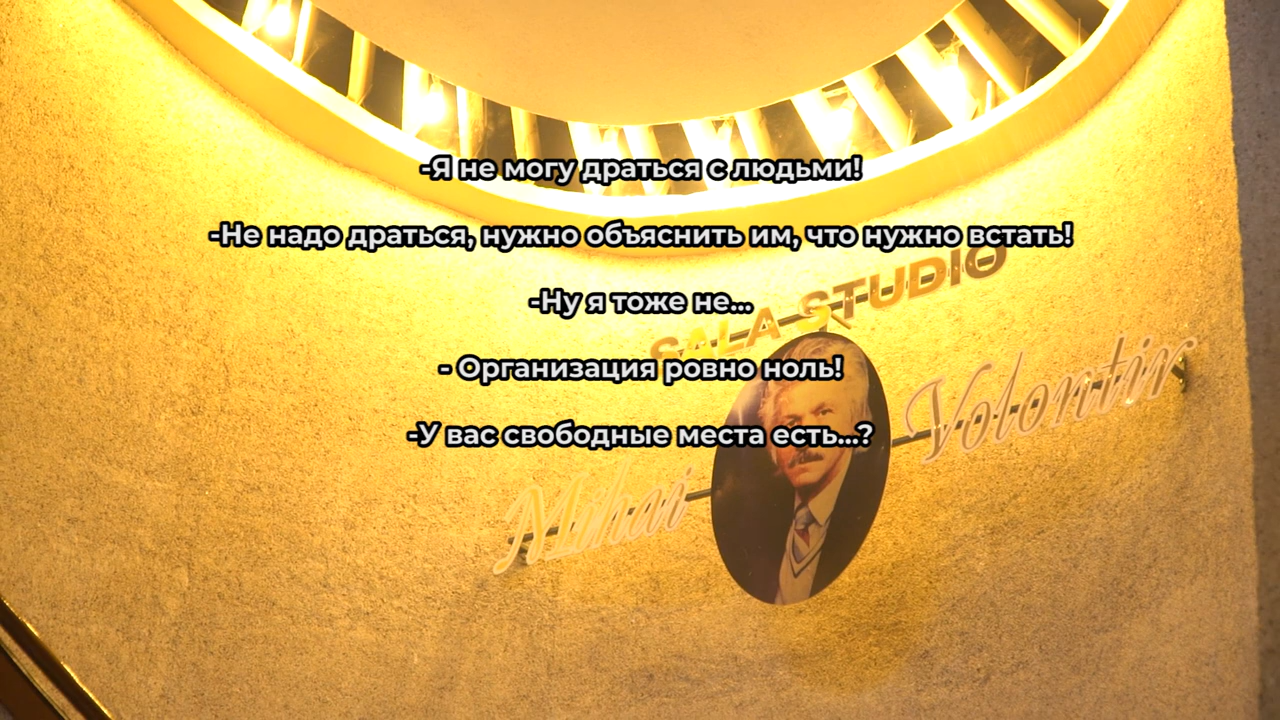 -Я не могу драться с людьми!
-Не надо драться, нужно объяснить им, что нужно встать!
-Ну я тоже не...
SALA STUDIO
- Организация ровно ноль!
-У вас свободные места есть...?
Mihai Volontir